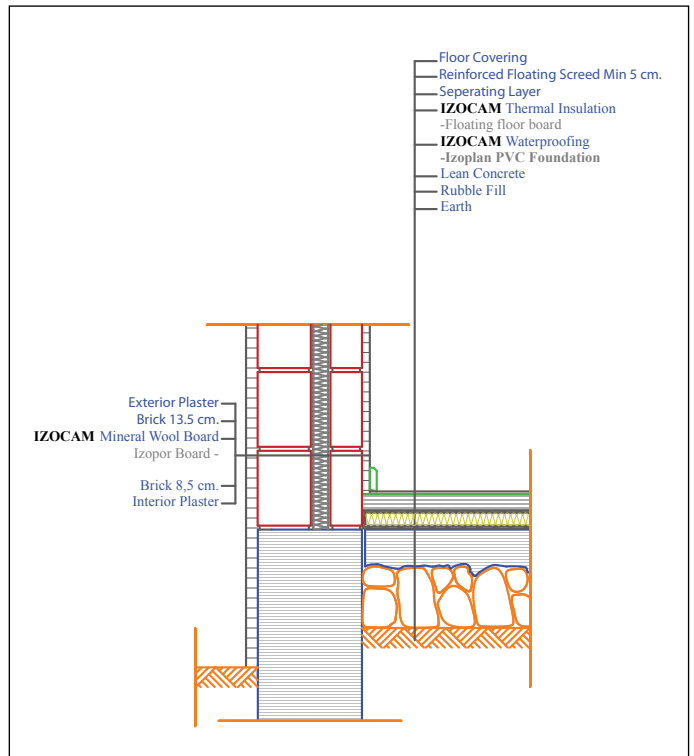 Floor Covering
Reinforced Floating Screed Min 5 cm.
Seperating Layer
IZOCAM Thermal Insulation
-Floating floor board
IZOCAM Waterproofing
-Izoplan PVC Foundation
Lean Concrete
Rubble Fill
Earth
Exterior Plaster
Brick 13.5 cm.
IZOCAM Mineral Wool Board
Izopor Board -
Brick 8,5 cm.
Interior Plaster